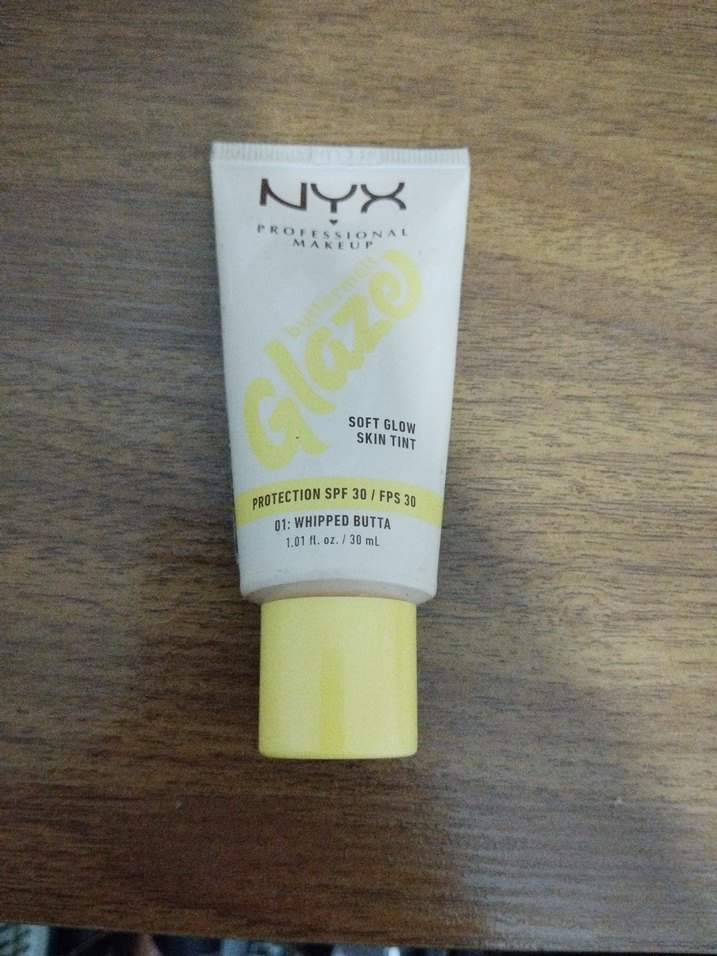 NYX
PROFESSIONAL
MAKEUP
buttermelt
Glaze
SOFT GLOW
SKIN TINT
PROTECTION SPF 30 / FPS 30
01: WHIPPED BUTTA
1.01 fl. oz. / 30 mL